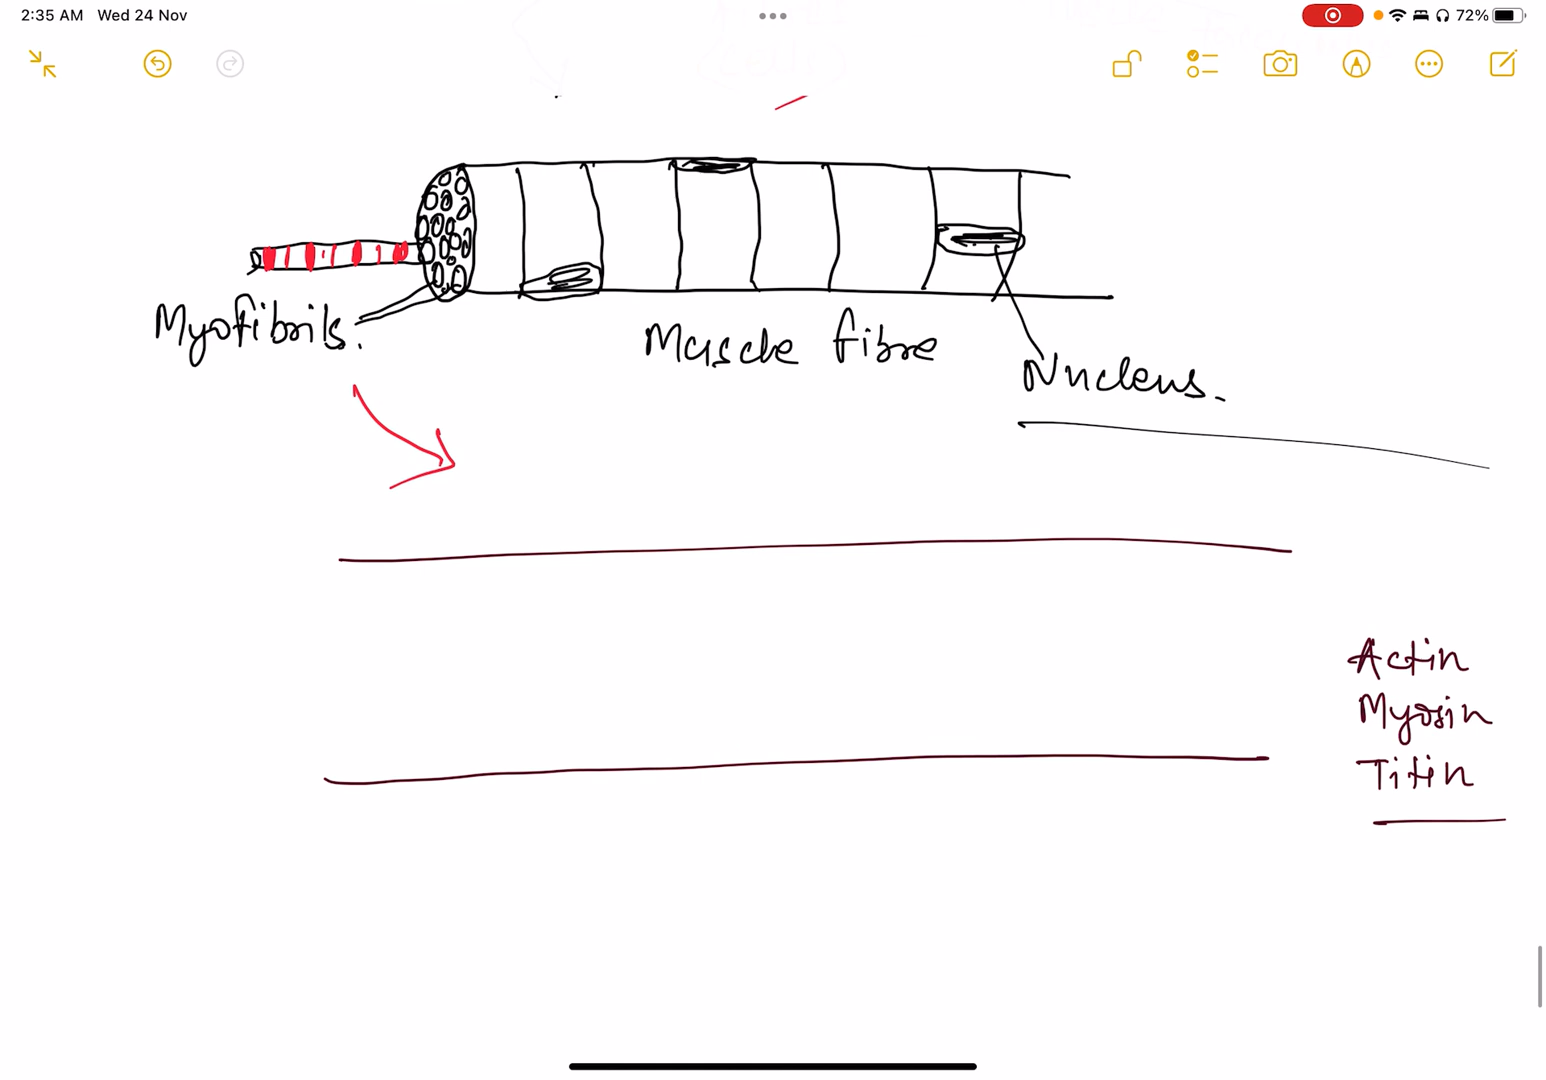 2:35 AM Wed 24 Nov
72%
Myofibrils.
Muscle fibre
Nucleus.
Actin
Myosin
Titin